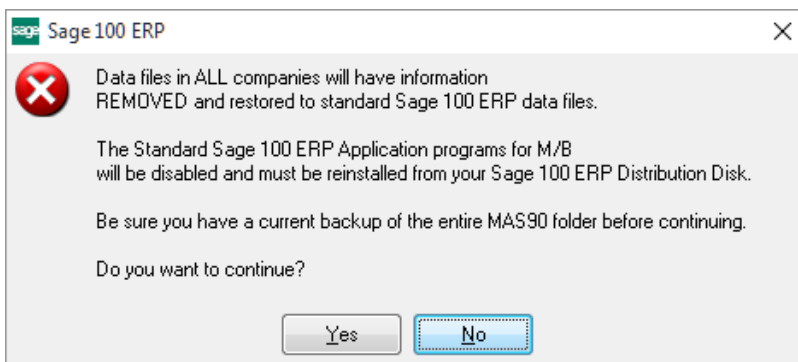 sage Sage 100 ERP
Data files in ALL companies will have information
REMOVED and restored to standard Sage 100 ERP data files.
The Standard Sage 100 ERP Application programs for M/B
will be disabled and must be reinstalled from your Sage 100 ERP Distribution Disk.
Be sure you have a current backup of the entire MAS90 folder before continuing.
Do you want to continue?
Yes No